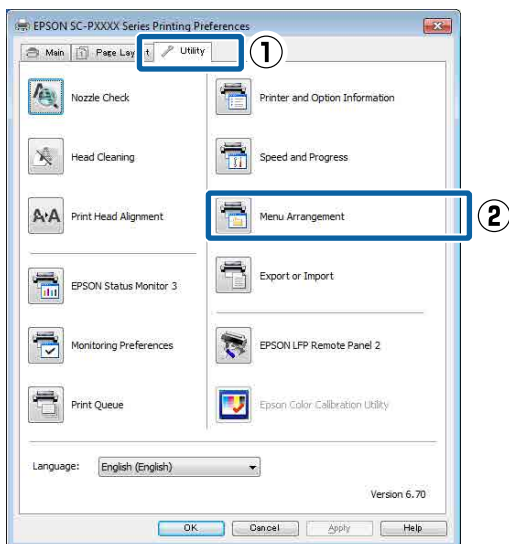 EPSON SC-PXXXX Series Printing Preferences
Main
Page Lay t
Utility
1
Nozzle Check
Printer and Option Information
Head Cleaning
Speed and Progress
A▸A
Print Head Alignment
Menu Arrangement
2
EPSON Status Monitor 3
Export or Import
Monitoring Preferences
EPSON LFP Remote Panel 2
Print Queue
Epson Color Calibration Utility
Language:
English (English)
Version 6.70
OK
Cancel
Apply
Help